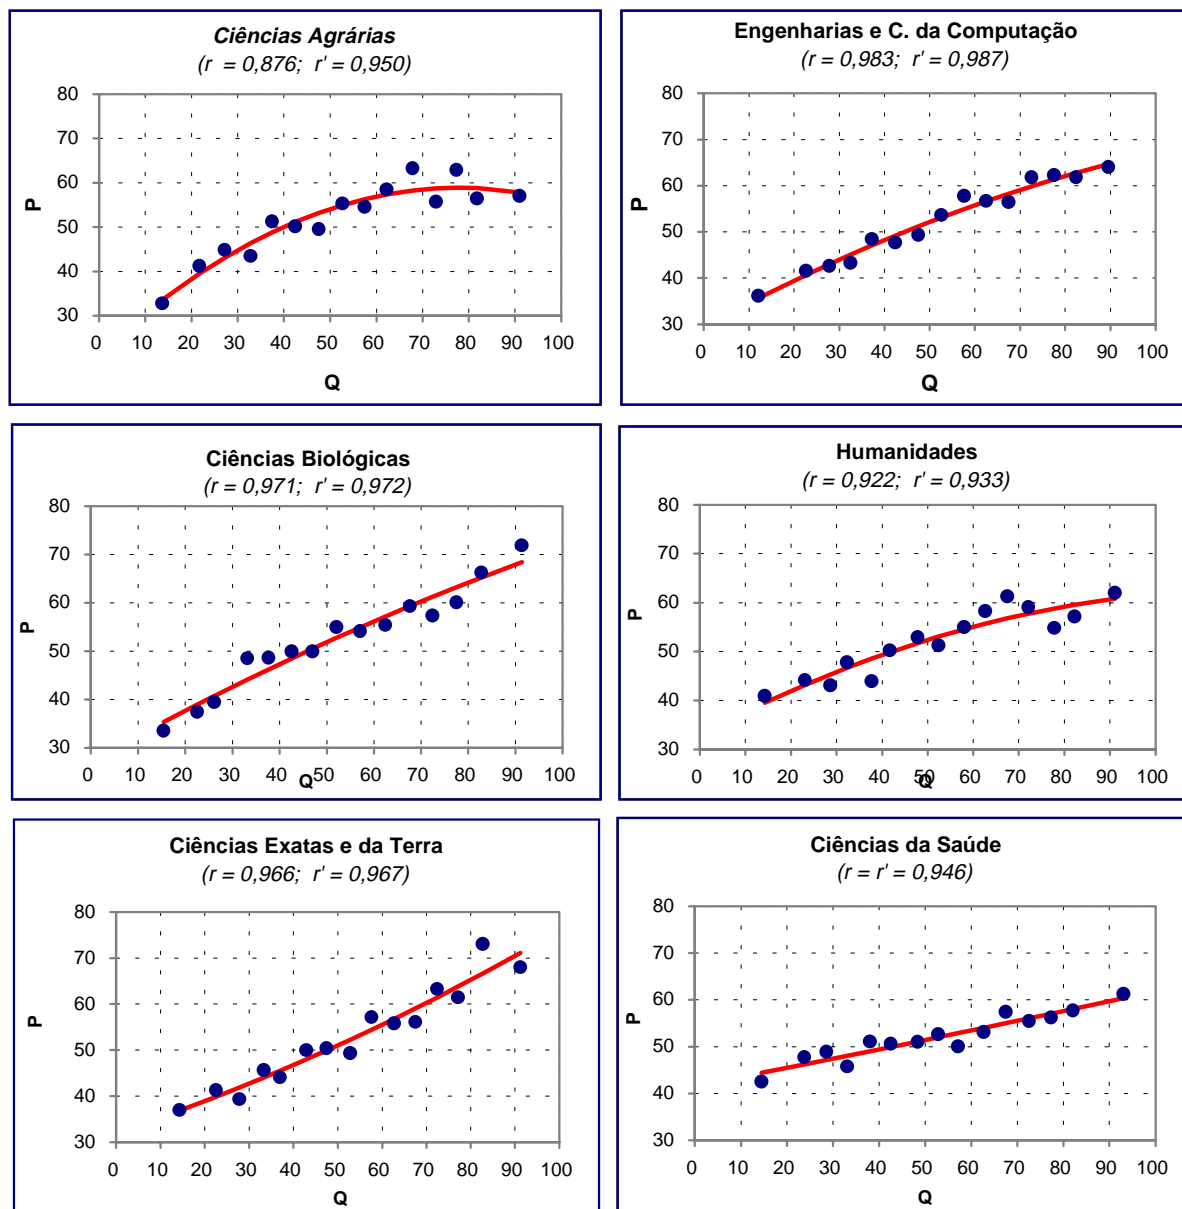 Ciências Agrárias
(r = 0,876; r' = 0,950)
80
70
60
50
40
30
P
0 10 20 30 40 50 60 70 80 90 100
Q
Engenharias e C. da Computação
(r = 0,983; r' = 0,987)
80
70
60
50
40
30
P
0 10 20 30 40 50 60 70 80 90 100
Q
Ciências Biológicas
(r = 0,971; r' = 0,972)
80
70
60
50
40
30
P
0 10 20 30 40 50 60 70 80 90 100
Q
Humanidades
(r = 0,922; r' = 0,933)
80
70
60
50
40
30
P
0 10 20 30 40 50 60 70 80 90 100
Q
Ciências Exatas e da Terra
(r = 0,966; r' = 0,967)
80
70
60
50
40
30
P
0 10 20 30 40 50 60 70 80 90 100
Q
Ciências da Saúde
(r = r' = 0,946)
80
70
60
50
40
30
P
0 10 20 30 40 50 60 70 80 90 100
Q